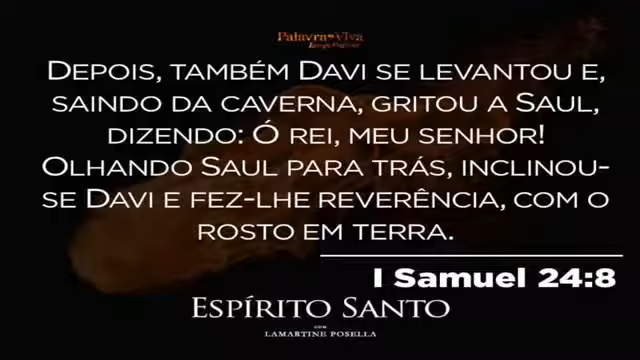 Palavra Viva
DEPOIS, TAMBÉM DAVI SE LEVANTOU E,
SAINDO DA CAVERNA, GRITOU A SAUL,
DIZENDO: Ó REI, MEU SENHOR!
OLHANDO SAUL PARA TRÁS, INCLINOU-
SE DAVI E FEZ-LHE REVERÊNCIA, COM O
ROSTO EM TERRA.
I Samuel 24:8
ESPÍRITO SANTO
COM
LAMARTINE POSELLA